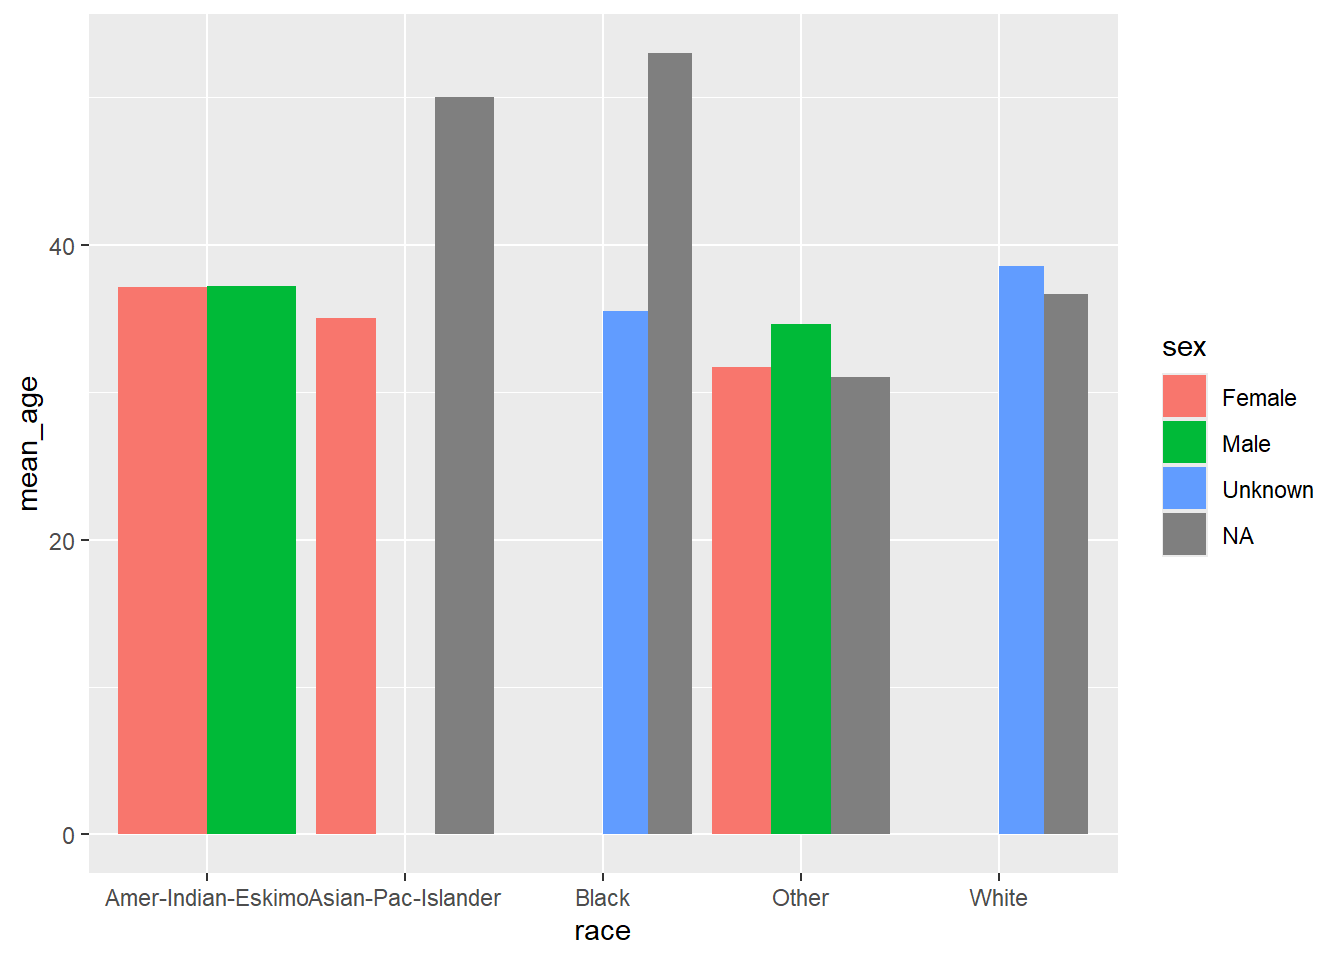 mean_age
40
20
0
Amer-Indian-Eskimo Asian-Pac-Islander Black Other White
race
sex
Female
Male
Unknown
NA